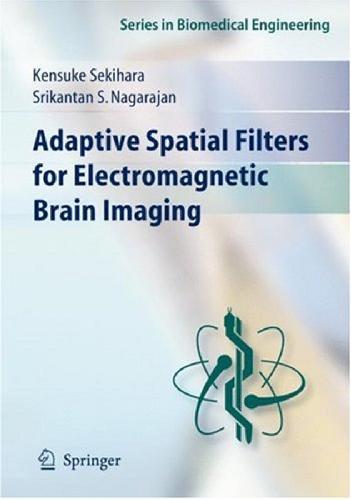 Series in Biomedical Engineering
Kensuke Sekihara
Srikantan S. Nagarajan
Adaptive Spatial Filters
for Electromagnetic
Brain Imaging
Springer